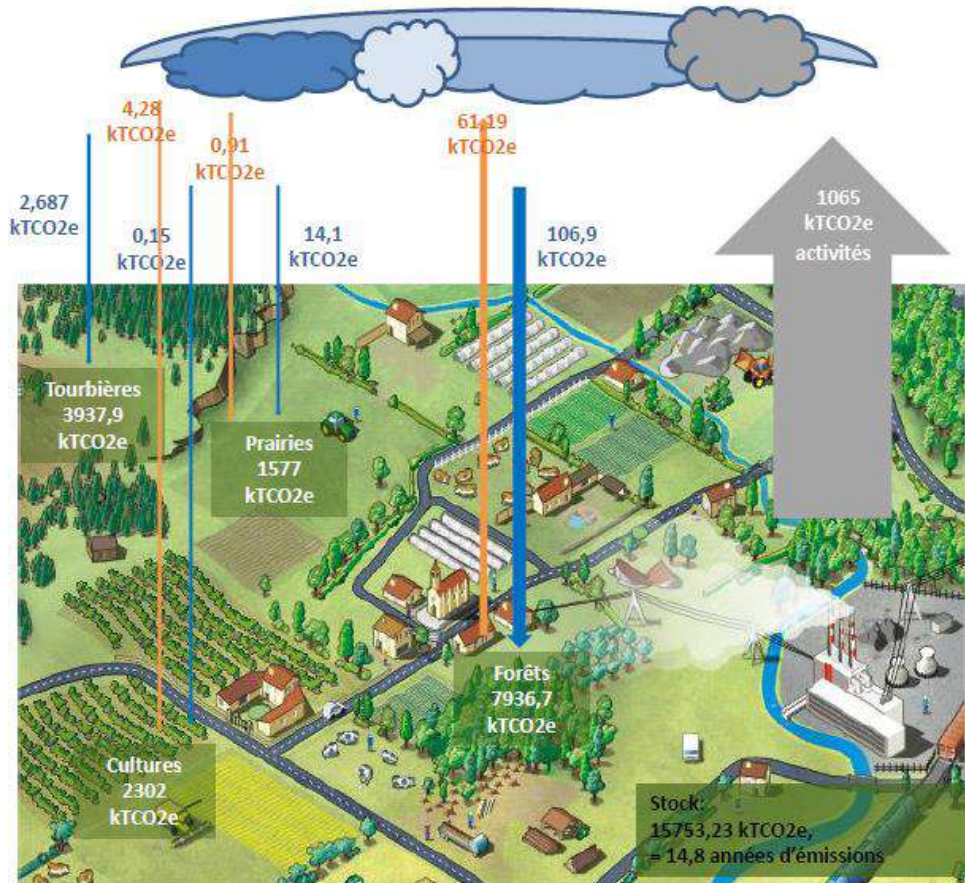 4,28
kTCO2e
0,91
kTCO2e
61,19
kTCO2e
2,687
kTCO2e
0,15
kTCO2e
14,1
kTCO2e
106,9
kTCO2e
1065
kTCO2e
activités
Tourbières
3937,9
kTCO2e
Prairies
1577
kTCO2e
Forêts
7936,7
kTCO2e
Cultures
2302
kTCO2e
Stock:
15753,23 kTCO2e,
= 14,8 années d'émissions